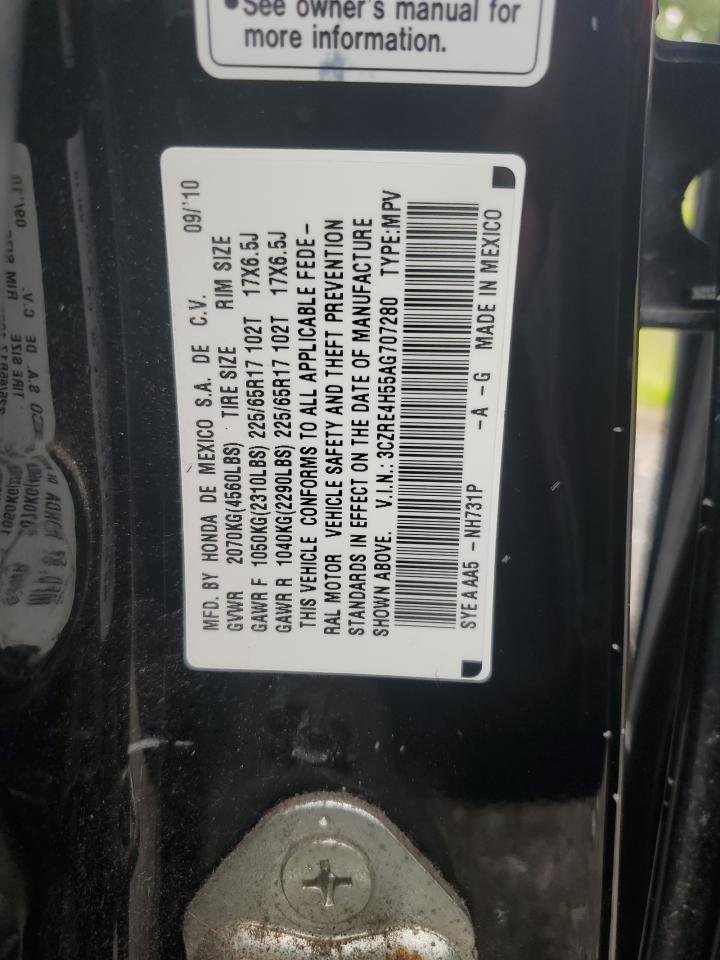 •See owner's manual for
more information.
MFD. BY HONDA DE MEXICO S.A. DE C.V. 09/'10
GVWR 2070KG(4560LBS) TIRE SIZE RIM SIZE
GAWR F 1050KG(2310LBS) 225/65R17 102T 17X6.5J
GAWR R 1040KG(2290LBS) 225/65R17 102T 17X6.5J
THIS VEHICLE CONFORMS TO ALL APPLICABLE FEDE-
RAL MOTOR VEHICLE SAFETY AND THEFT PREVENTION
STANDARDS IN EFFECT ON THE DATE OF MANUFACTURE
SHOWN ABOVE. V.I.N.: 3CZRE4H55AG707280 TYPE:MPV
SYEAAA5 -NH731P -A -G MADE IN MEXICO